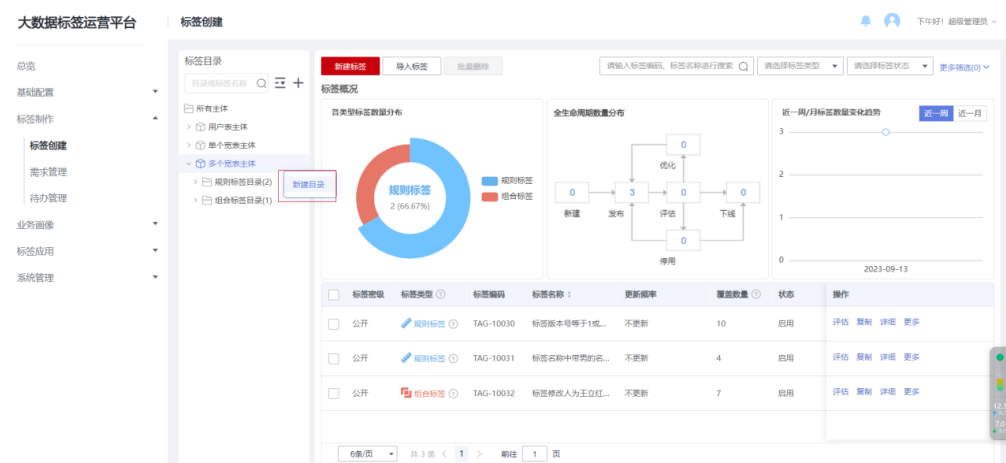 大数据标签运营平台
标签创建
下午好！超级管理员
总览
基础配置
标签制作
标签创建
需求管理
待办管理
业务画像
标签应用
系统管理
标签目录
目录或标签名称
所有主体
用户表主体
单个宽表主体
多个宽表主体
规则标签目录(2)
组合标签目录(1)
新建目录
新建标签 导入标签 批量删除 请输入标签编码、标签名称进行搜索 请选择标签类型 请选择标签状态 更多筛选(0)
标签概况
各类型标签数量分布
规则标签
2 (66.67%)
规则标签
组合标签
全生命周期数量分布
0
优化
0 3 0 0
新建 发布 评估 下线
0
停用
近一周/月标签数量变化趋势 近一周 近一月
3
2
1
0
2023-09-13
标签密级 标签类型 标签编码 标签名称 更新频率 覆盖数量 状态 操作
公开 规则标签 TAG-10030 标签版本号等于1或... 不更新 10 启用 评估 复制 详细 更多
公开 规则标签 TAG-10031 标签名称中带男的名... 不更新 4 启用 评估 复制 详细 更多
公开 组合标签 TAG-10032 标签修改人为王立红... 不更新 7 启用 评估 复制 详细 更多
6条/页 共 3 条 1 前往 1 页